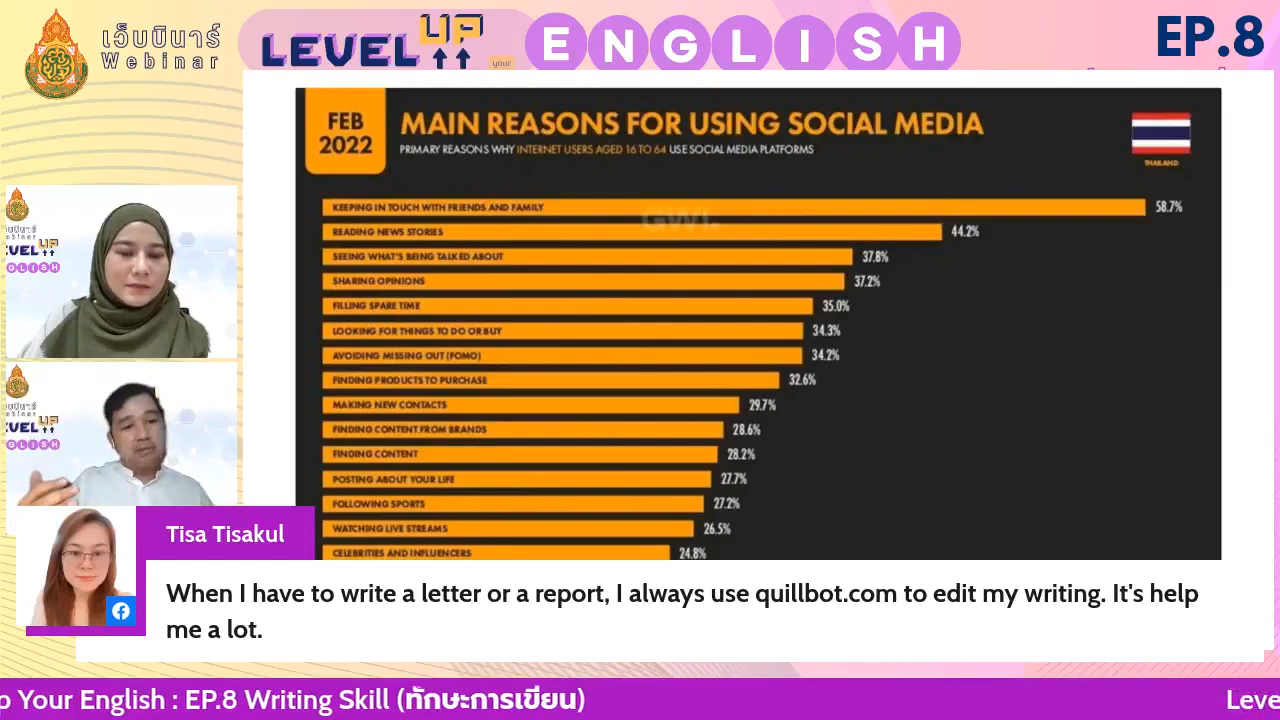 เว็บบินาร์
Webinar
LEVEL UP
your
ENGLISH
EP.8
FEB
2022
MAIN REASONS FOR USING SOCIAL MEDIA
PRIMARY REASONS WHY INTERNET USERS AGED 16 TO 64 USE SOCIAL MEDIA PLATFORMS
THAILAND
GWI.
KEEPING IN TOUCH WITH FRIENDS AND FAMILY 58.7%
READING NEWS STORIES 44.2%
SEEING WHAT'S BEING TALKED ABOUT 37.8%
SHARING OPINIONS 37.2%
FILLING SPARE TIME 35.0%
LOOKING FOR THINGS TO DO OR BUY 34.3%
AVOIDING MISSING OUT (FOMO) 34.2%
FINDING PRODUCTS TO PURCHASE 32.6%
MAKING NEW CONTACTS 29.7%
FINDING CONTENT FROM BRANDS 28.6%
FINDING CONTENT 28.2%
POSTING ABOUT YOUR LIFE 27.7%
FOLLOWING SPORTS 27.2%
WATCHING LIVE STREAMS 26.5%
CELEBRITIES AND INFLUENCERS 24.8%
Tisa Tisakul
When I have to write a letter or a report, I always use quillbot.com to edit my writing. It's help
me a lot.
p Your English : EP.8 Writing Skill (ทักษะการเขียน)
Leve